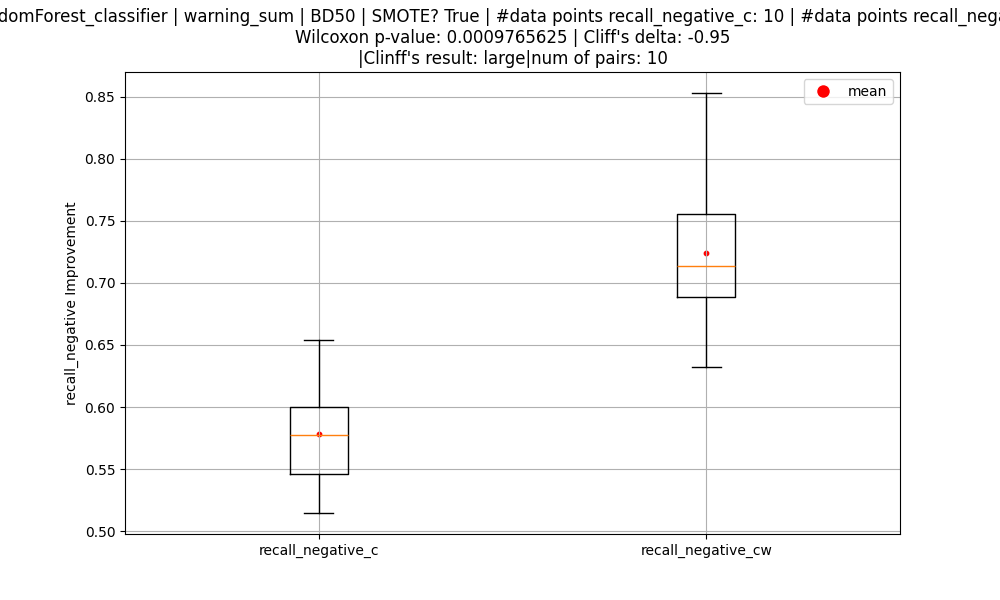 domForest_classifier | warning_sum | BD50 | SMOTE? True | #data points recall_negative_c: 10 | #data points recall_nega
Wilcoxon p-value: 0.0009765625 | Cliff's delta: -0.95
|Clinff's result: large|num of pairs: 10
mean
0.85
0.80
0.75
0.70
0.65
0.60
0.55
0.50
recall_negative Improvement
recall_negative_c
recall_negative_cw